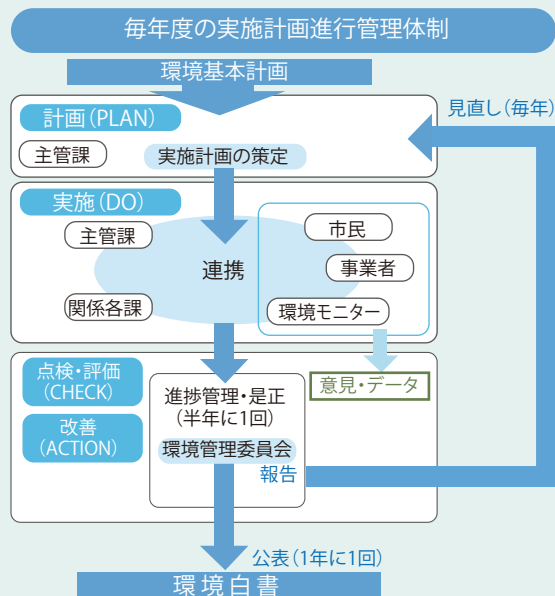 毎年度の実施計画進行管理体制
環境基本計画
見直し（毎年）
計画（PLAN）
主管課
実施計画の策定
実施（DO）
主管課
市民
連携
事業者
関係各課
環境モニター
点検・評価
（CHECK）
進捗管理・是正
（半年に1回）
意見・データ
改善
（ACTION）
環境管理委員会
報告
公表（1年に1回）
環境白書